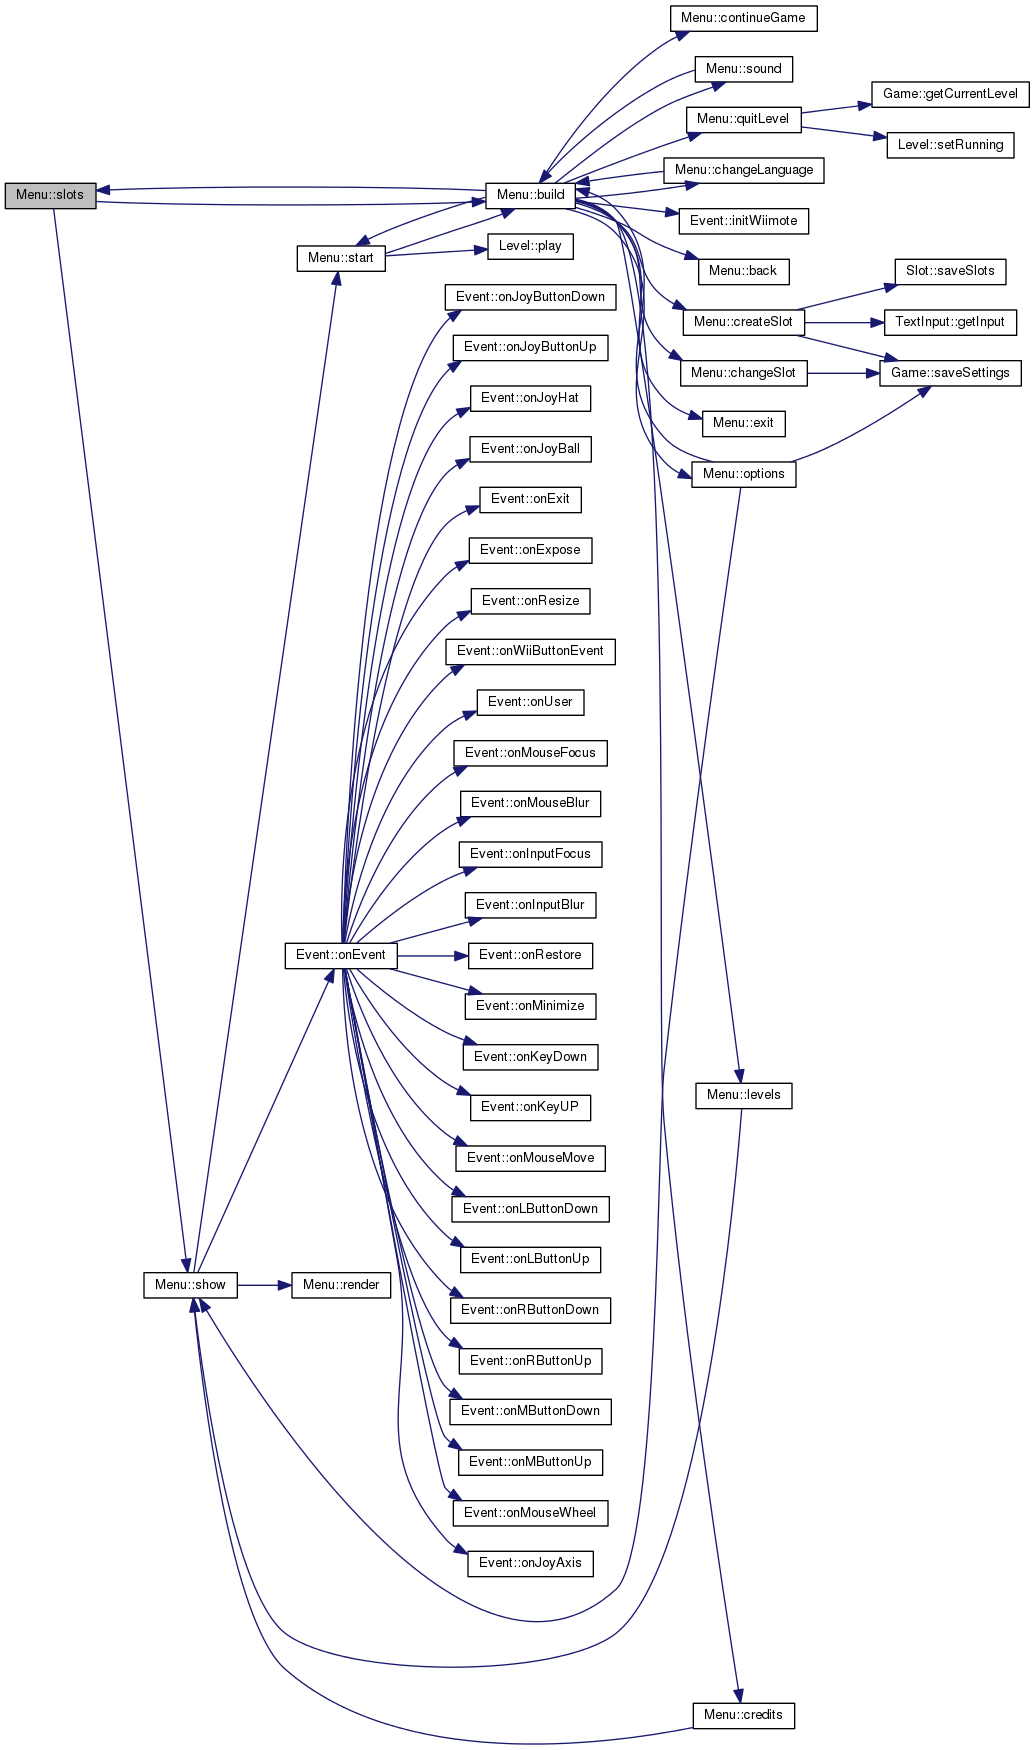 Menu::continueGame
Menu::sound
Game::getCurrentLevel
Menu::quitLevel
Level::setRunning
Menu::changeLanguage
Menu::slots
Menu::build
Event::initWiimote
Level::play
Menu::start
Menu::back
Slot::saveSlots
Event::onJoyButtonDown
Menu::createSlot
TextInput::getInput
Event::onJoyButtonUp
Menu::changeSlot
Game::saveSettings
Event::onJoyHat
Menu::exit
Event::onJoyBall
Menu::options
Event::onExit
Event::onExpose
Event::onResize
Event::onWiiButtonEvent
Event::onUser
Event::onMouseFocus
Event::onMouseBlur
Event::onInputFocus
Event::onInputBlur
Event::onEvent
Event::onRestore
Event::onMinimize
Event::onKeyDown
Menu::levels
Event::onKeyUP
Event::onMouseMove
Event::onLButtonDown
Event::onLButtonUp
Menu::show
Menu::render
Event::onRButtonDown
Event::onRButtonUp
Event::onMButtonDown
Event::onMButtonUp
Event::onMouseWheel
Event::onJoyAxis
Menu::credits